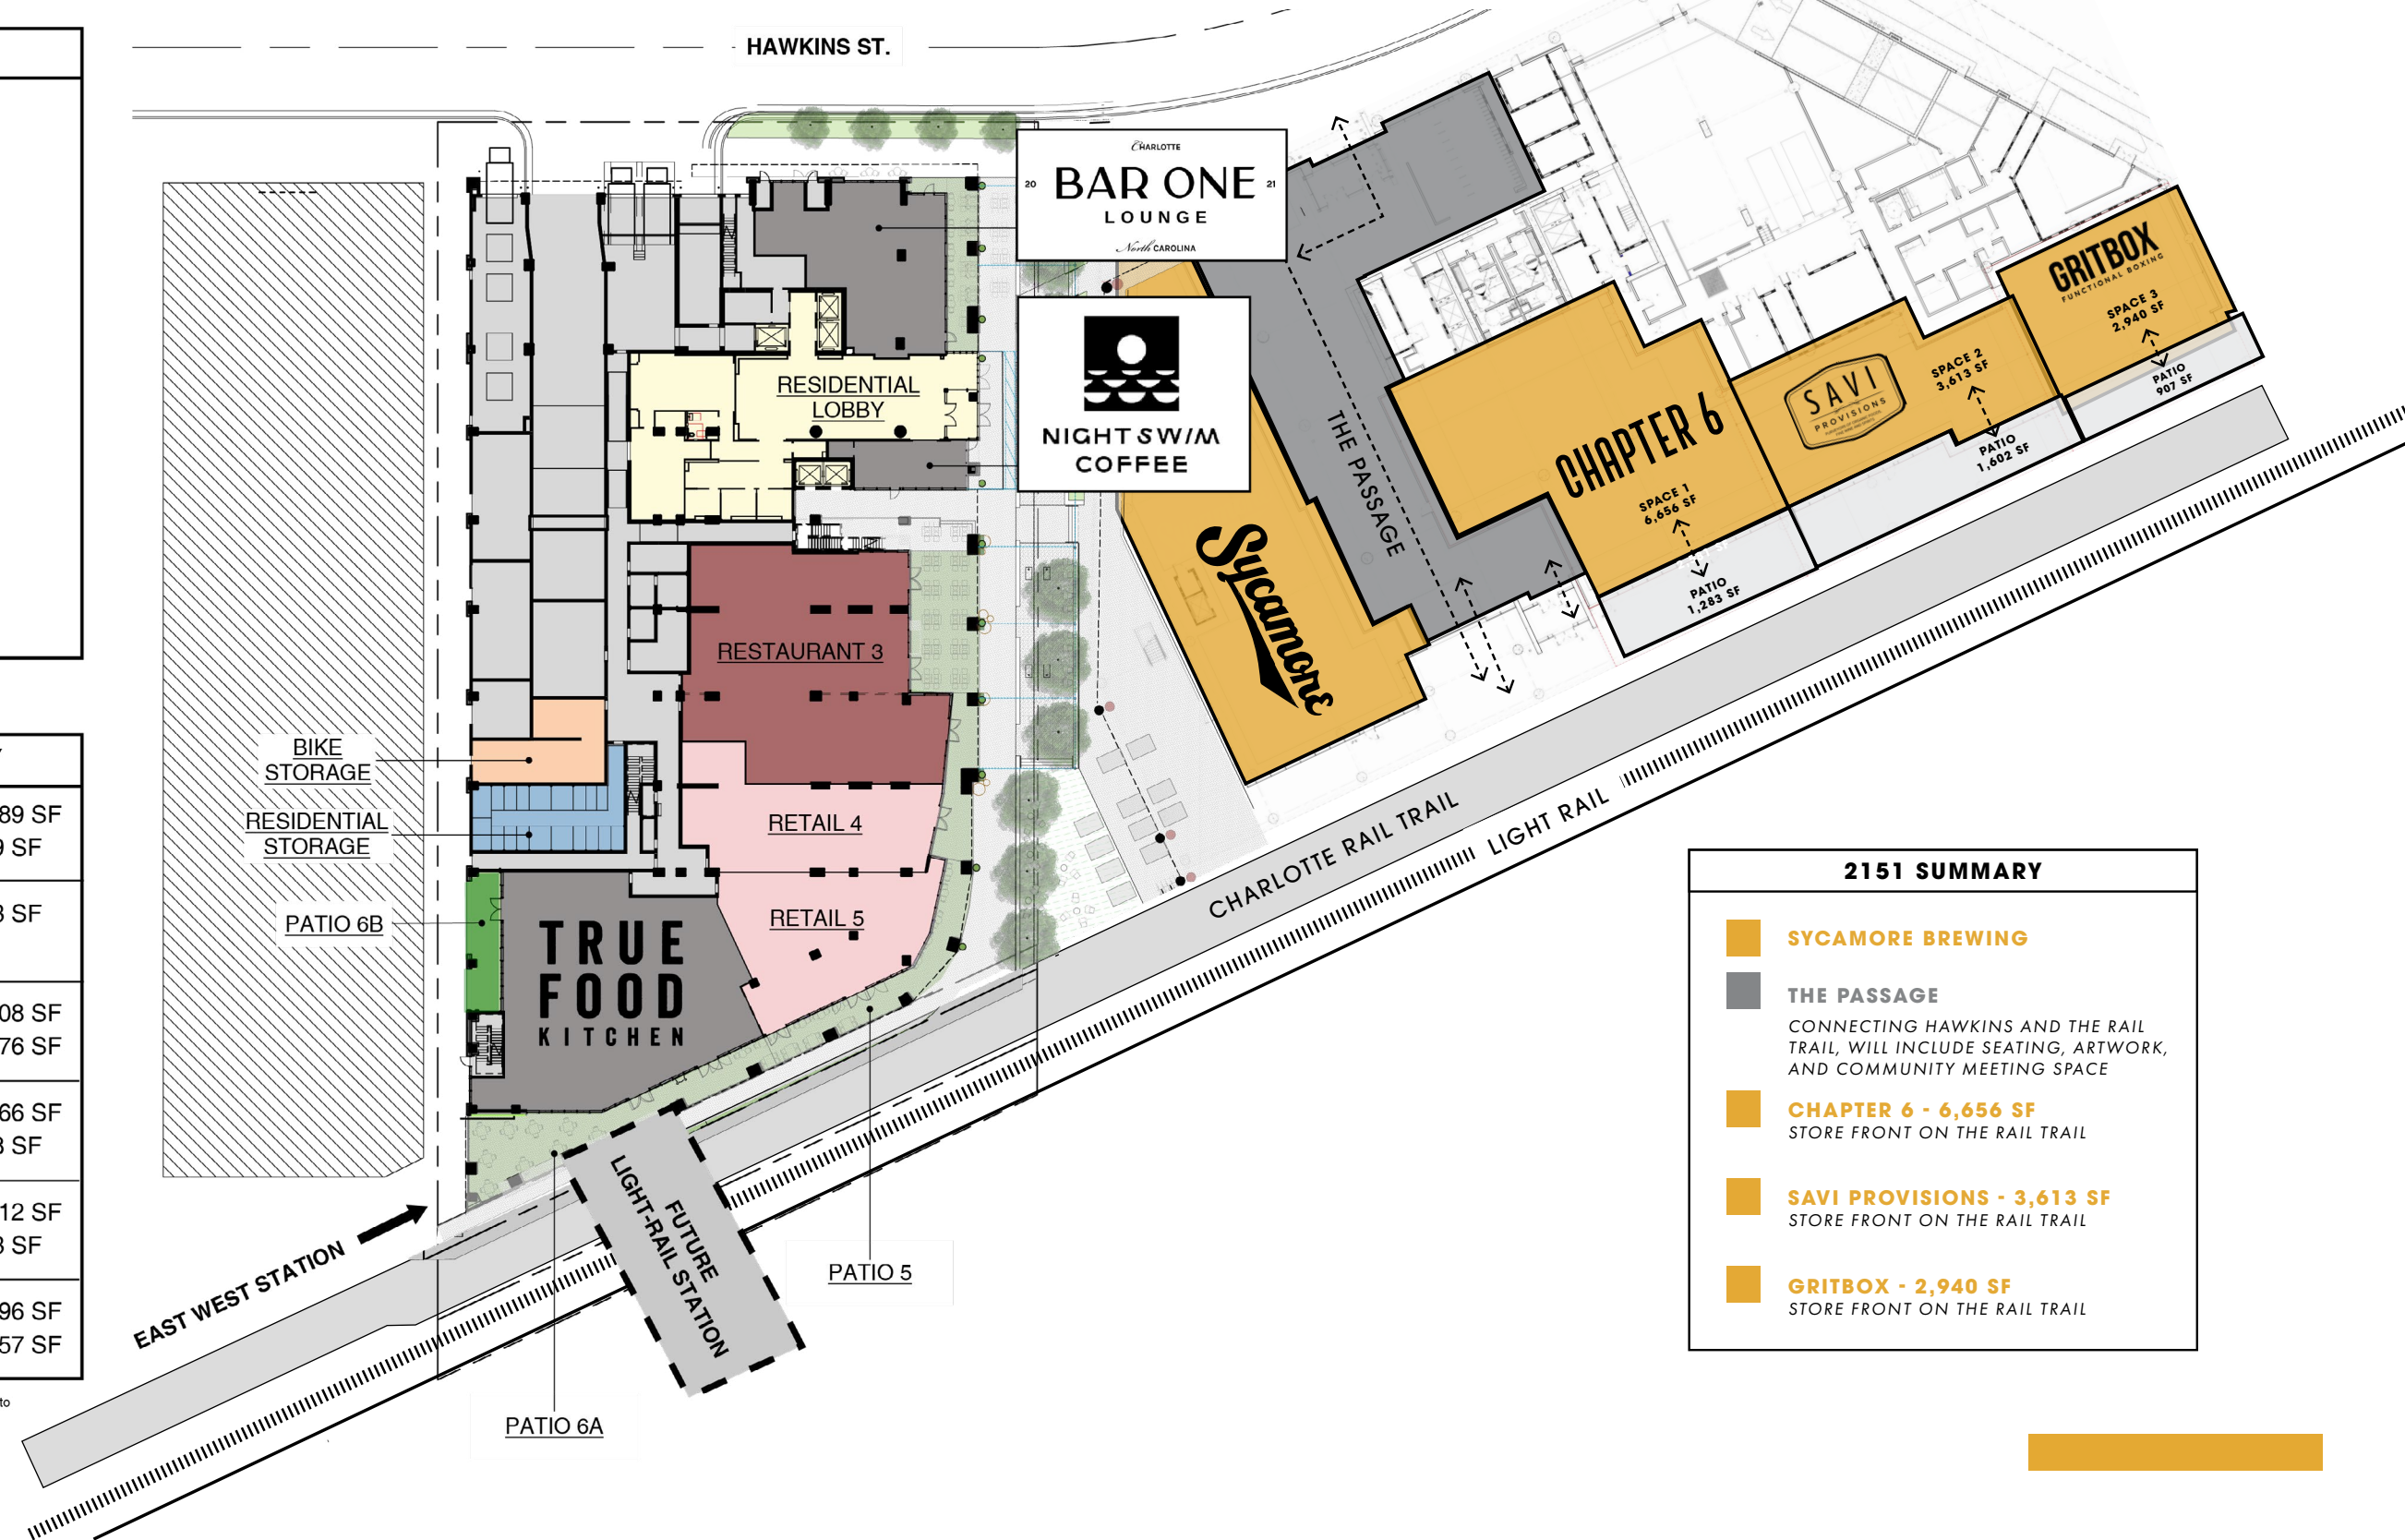 HAWKINS ST.
CHARLOTTE
20 BAR ONE 21
LOUNGE
North CAROLINA
NIGHT SWIM
COFFEE
RESIDENTIAL
LOBBY
RESTAURANT 3
RETAIL 4
RETAIL 5
BIKE
STORAGE
RESIDENTIAL
STORAGE
PATIO 6B
TRUE
FOOD
KITCHEN
PATIO 5
PATIO 6A
EAST WEST STATION
FUTURE
LIGHT-RAIL STATION
Sycamore
THE PASSAGE
CHAPTER 6
SPACE 1
6,656 SF
PATIO
1,283 SF
SAVI
PROVISIONS
SPACE 2
3,613 SF
PATIO
1,602 SF
GRITBOX
FUNCTIONAL BOXING
SPACE 3
2,940 SF
PATIO
907 SF
CHARLOTTE RAIL TRAIL
LIGHT RAIL
89 SF
9 SF
SF
08 SF
76 SF
66 SF
SF
12 SF
SF
96 SF
57 SF
to
2151 SUMMARY
SYCAMORE BREWING
THE PASSAGE
CONNECTING HAWKINS AND THE RAIL
TRAIL, WILL INCLUDE SEATING, ARTWORK,
AND COMMUNITY MEETING SPACE
CHAPTER 6 - 6,656 SF
STORE FRONT ON THE RAIL TRAIL
SAVI PROVISIONS - 3,613 SF
STORE FRONT ON THE RAIL TRAIL
GRITBOX - 2,940 SF
STORE FRONT ON THE RAIL TRAIL